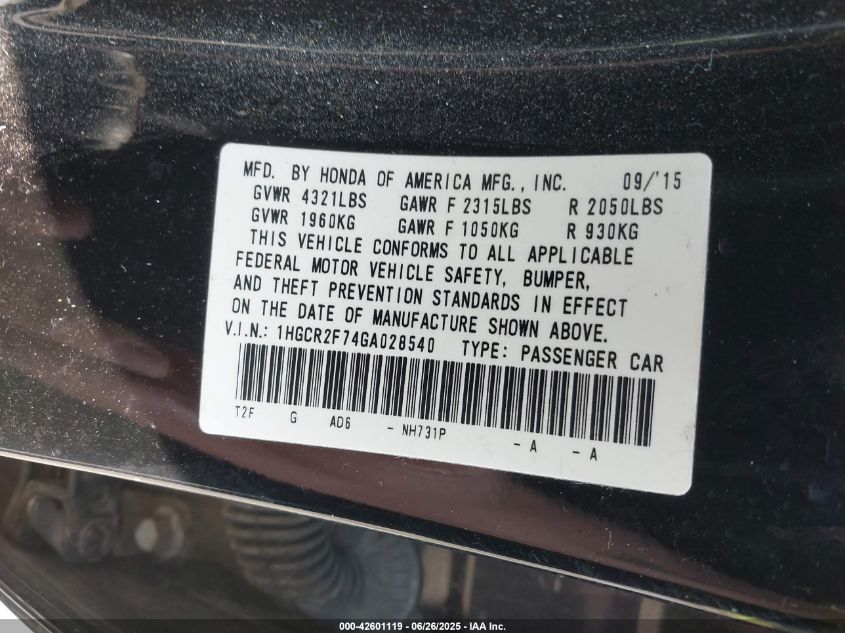 MFD. BY HONDA OF AMERICA MFG., INC. 09/'15
GVWR 4321LBS GAWR F 2315LBS R 2050LBS
GVWR 1960KG GAWR F 1050KG R 930KG
THIS VEHICLE CONFORMS TO ALL APPLICABLE
FEDERAL MOTOR VEHICLE SAFETY, BUMPER,
AND THEFT PREVENTION STANDARDS IN EFFECT
ON THE DATE OF MANUFACTURE SHOWN ABOVE.
V.I.N.: 1HGCR2F74GA028540 TYPE: PASSENGER CAR
T2F G AD6 - NH731P - A - A
000-42601119 - 06/26/2025 - IAA Inc.